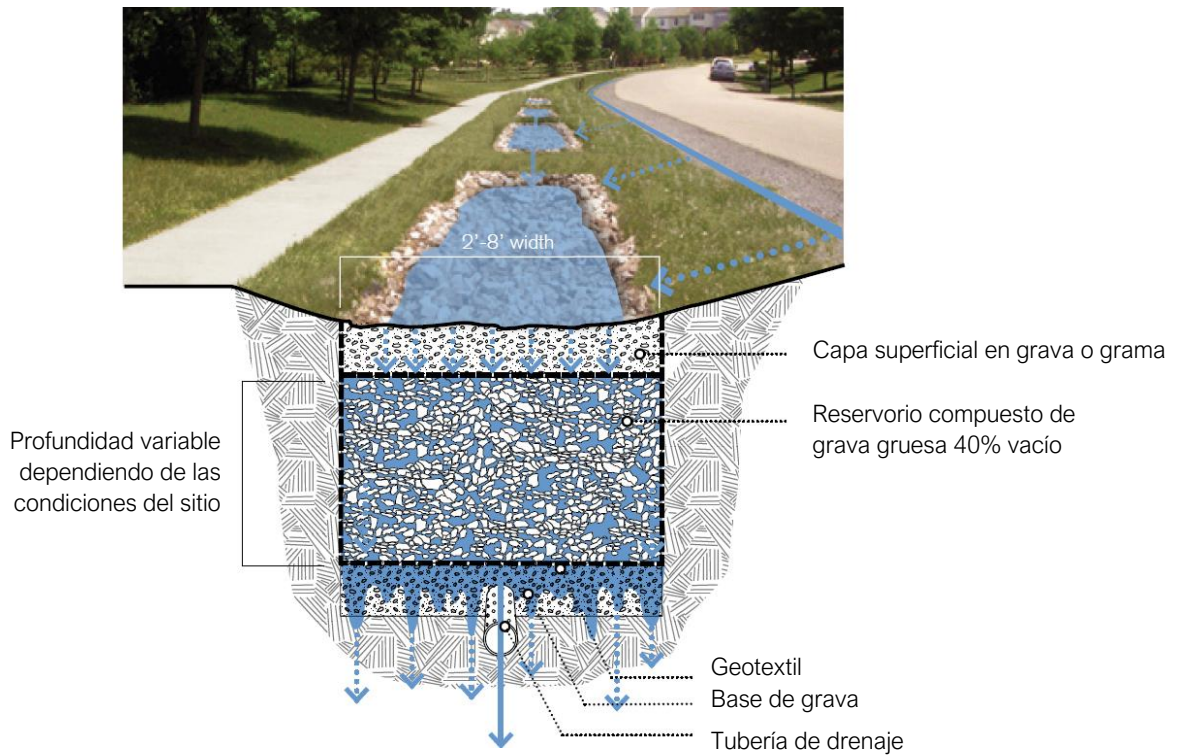 2'-8' width
Capa superficial en grava o grama
Reservorio compuesto de
grava gruesa 40% vacío
Profundidad variable
dependiendo de las
condiciones del sitio
Geotextil
Base de grava
Tubería de drenaje